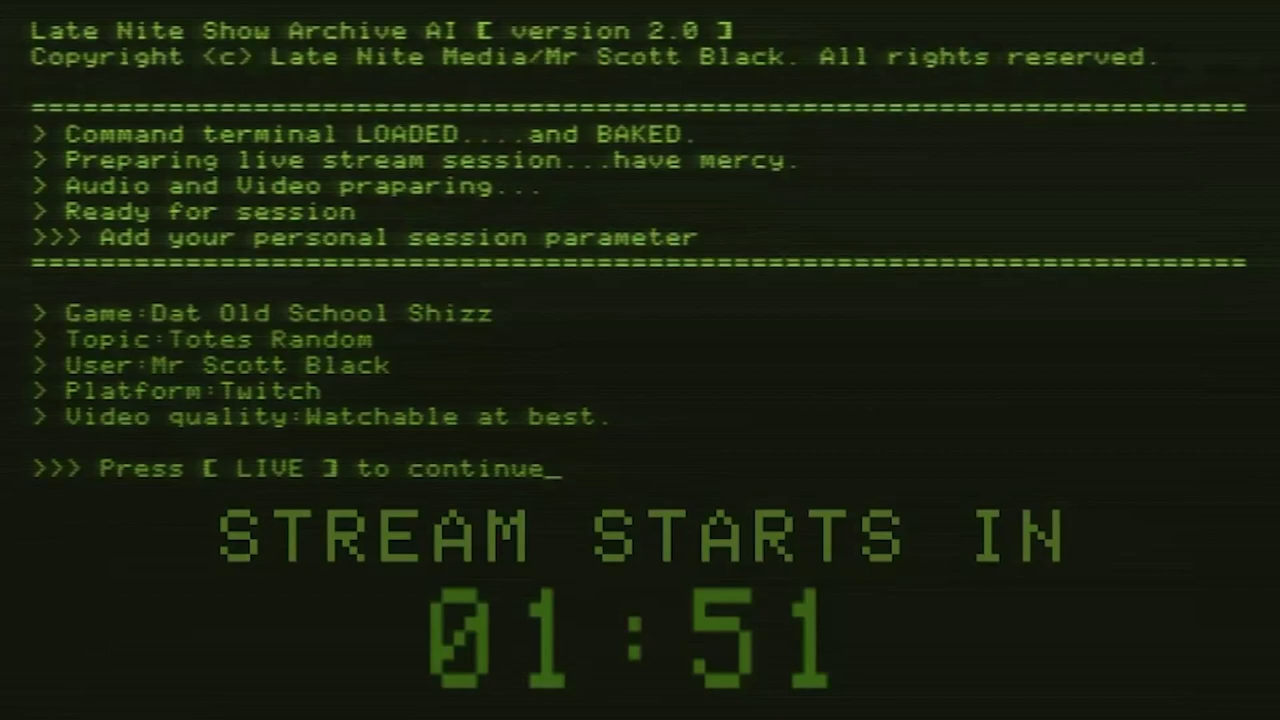 Late Nite Show Archive AI [ version 2.0 ]
Copyright <c> Late Nite Media/Mr Scott Black. All rights reserved.
=======================================================================
> Command terminal LOADED....and BAKED.
> Preparing live stream session...have mercy.
> Audio and Video praparing...
> Ready for session
>>> Add your personal session parameter
=======================================================================
> Game:Dat Old School Shizz
> Topic:Totes Random
> User:Mr Scott Black
> Platform:Twitch
> Video quality:Watchable at best.
>>> Press [ LIVE ] to continue_
STREAM STARTS IN
01:51